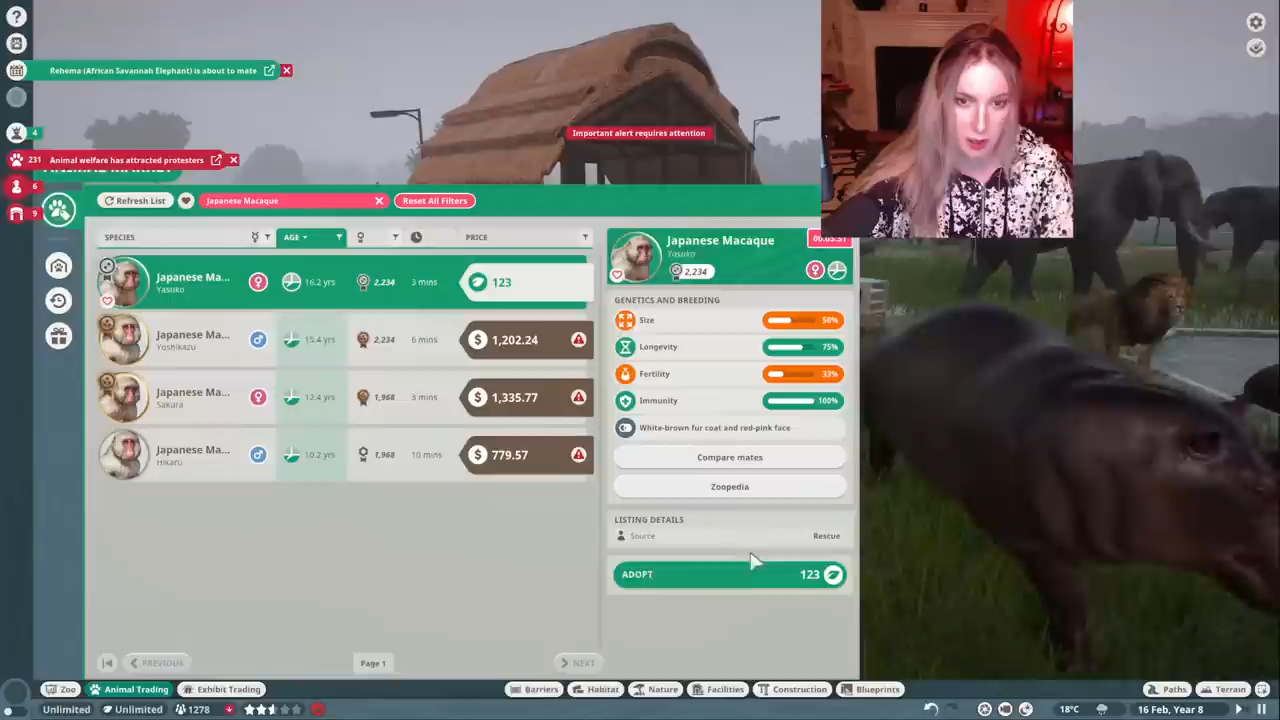 Rehema (African Savannah Elephant) is about to mate
4
Important alert requires attention
231 Animal welfare has attracted protesters
6
9
Refresh List
Japanese Macaque
Reset All Filters
SPECIES
AGE
PRICE
Japanese Ma...
Yasuko
16.2 yrs
2,234
3 mins
123
Japanese Ma...
Yoshikazu
15.4 yrs
2,234
6 mins
$ 1,202.24
Japanese Ma...
Sakura
12.4 yrs
1,968
3 mins
$ 1,335.77
Japanese Ma...
Hikaru
10.2 yrs
1,968
10 mins
$ 779.57
PREVIOUS
Page 1
NEXT
Japanese Macaque
Yasuko
2,234
GENETICS AND BREEDING
Size 50%
Longevity 75%
Fertility 33%
Immunity 100%
White-brown fur coat and red-pink face
Compare mates
Zoopedia
LISTING DETAILS
Source Rescue
ADOPT 123
Zoo
Animal Trading
Exhibit Trading
Barriers
Habitat
Nature
Facilities
Construction
Blueprints
Paths
Terrain
Unlimited
Unlimited
1278
18°C
16 Feb, Year 8